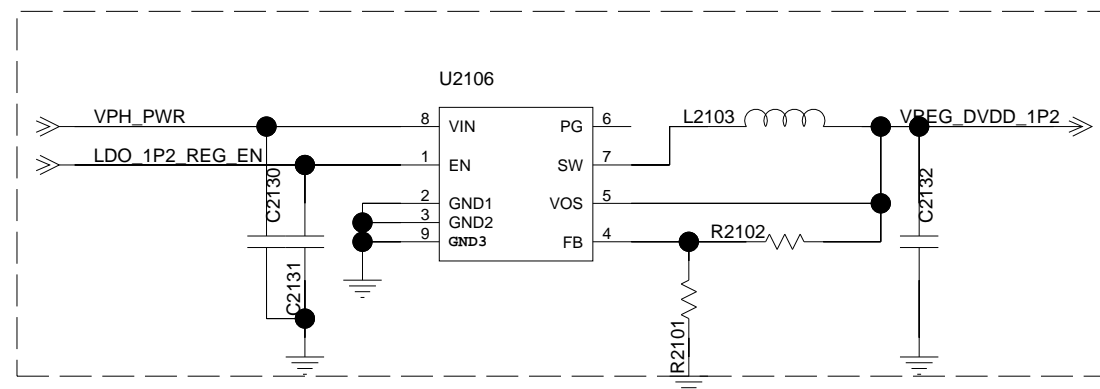 U2106
VPH_PWR
8
VIN
PG
6
L2103
VREG_DVDD_1P2
LDO_1P2_REG_EN
1
EN
SW
7
C2130
C2132
2
GND1
VOS
5
3
GND2
9
GND3
FB
4
R2102
C2131
R2101